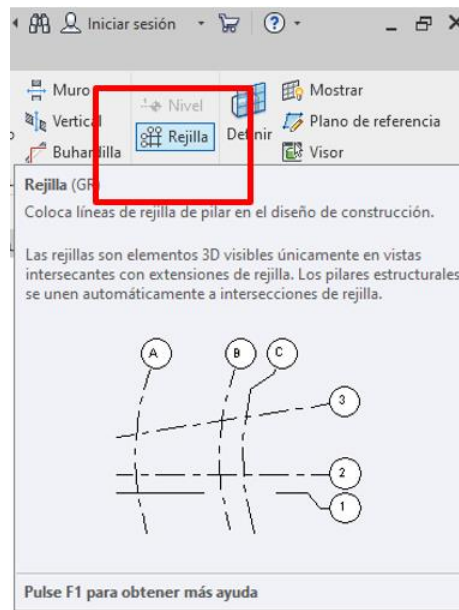 Iniciar sesión
Muro
Nivel
Mostrar
Vertical
Rejilla
Definir
Plano de referencia
Buhardilla
Visor
Rejilla (GR)
Coloca líneas de rejilla de pilar en el diseño de construcción.
Las rejillas son elementos 3D visibles únicamente en vistas
intersecantes con extensiones de rejilla. Los pilares estructurales
se unen automáticamente a intersecciones de rejilla.
A
B
C
3
2
1
Pulse F1 para obtener más ayuda